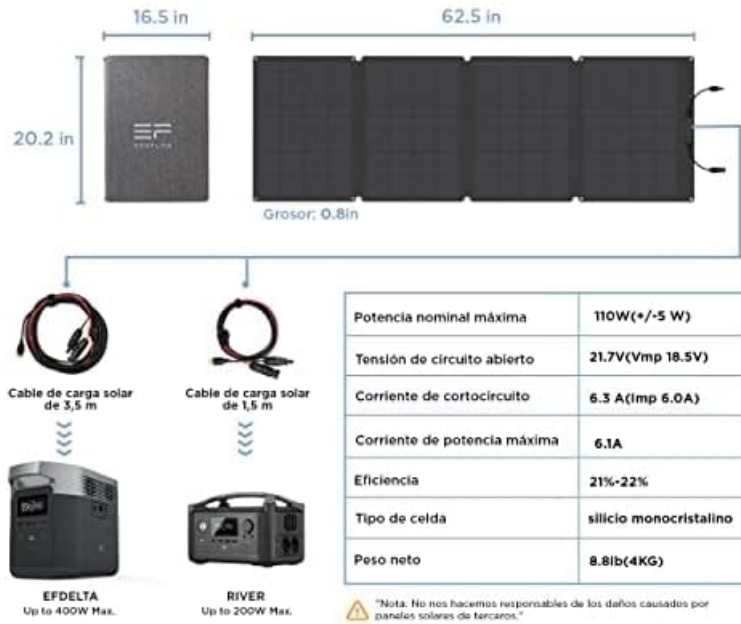 16.5 in
62.5 in
20.2 in
EF
ECOFLOW
Grosor: 0.8in
Cable de carga solar
de 3,5 m
Cable de carga solar
de 1,5 m
EFDELTA
Up to 400W Max.
RIVER
Up to 200W Max.
Potencia nominal máxima 110W(+/-5 W)
Tensión de circuito abierto 21.7V(Vmp 18.5V)
Corriente de cortocircuito 6.3 A(Imp 6.0A)
Corriente de potencia máxima 6.1A
Eficiencia 21%-22%
Tipo de celda silicio monocristalino
Peso neto 8.8lb(4KG)
"Nota: No nos hacemos responsables de los daños causados por
paneles solares de terceros."